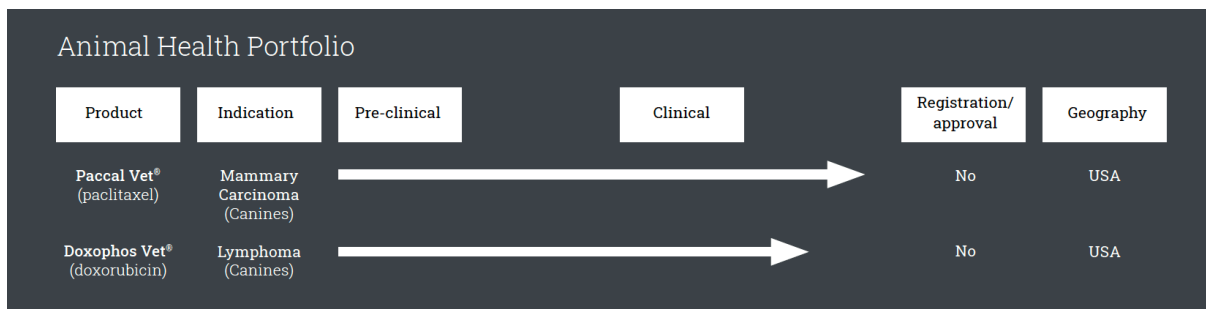 Animal Health Portfolio
Product
Indication
Pre-clinical
Clinical
Registration/
approval
Geography
Paccal Vet®
(paclitaxel)
Mammary
Carcinoma
(Canines)
No
USA
Doxophos Vet®
(doxorubicin)
Lymphoma
(Canines)
No
USA